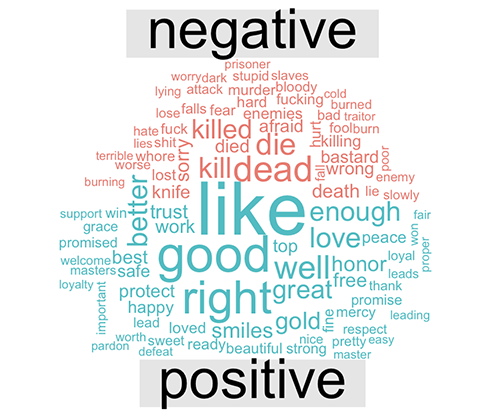 negative
prisoner
worry dark stupid slaves
lying attack murder bloody cold
lose falls fear hard fucking burned
enemies bad traitor
hate fuck killed afraid hurt fool burn
lies shit died die killing
terrible whore sorry bastard poor
worse kill dead fall wrong
lost enemy
burning knife death lie slowly
better like
support win trust enough fair
grace work love peace won
promised good top proper
welcome best well honor loyal
masters safe leads
loyalty protect right great free thank
important happy promise
lead gold mercy leading
loved smiles fine respect
worth sweet ready nice pretty easy
pardon defeat beautiful strong master
positive